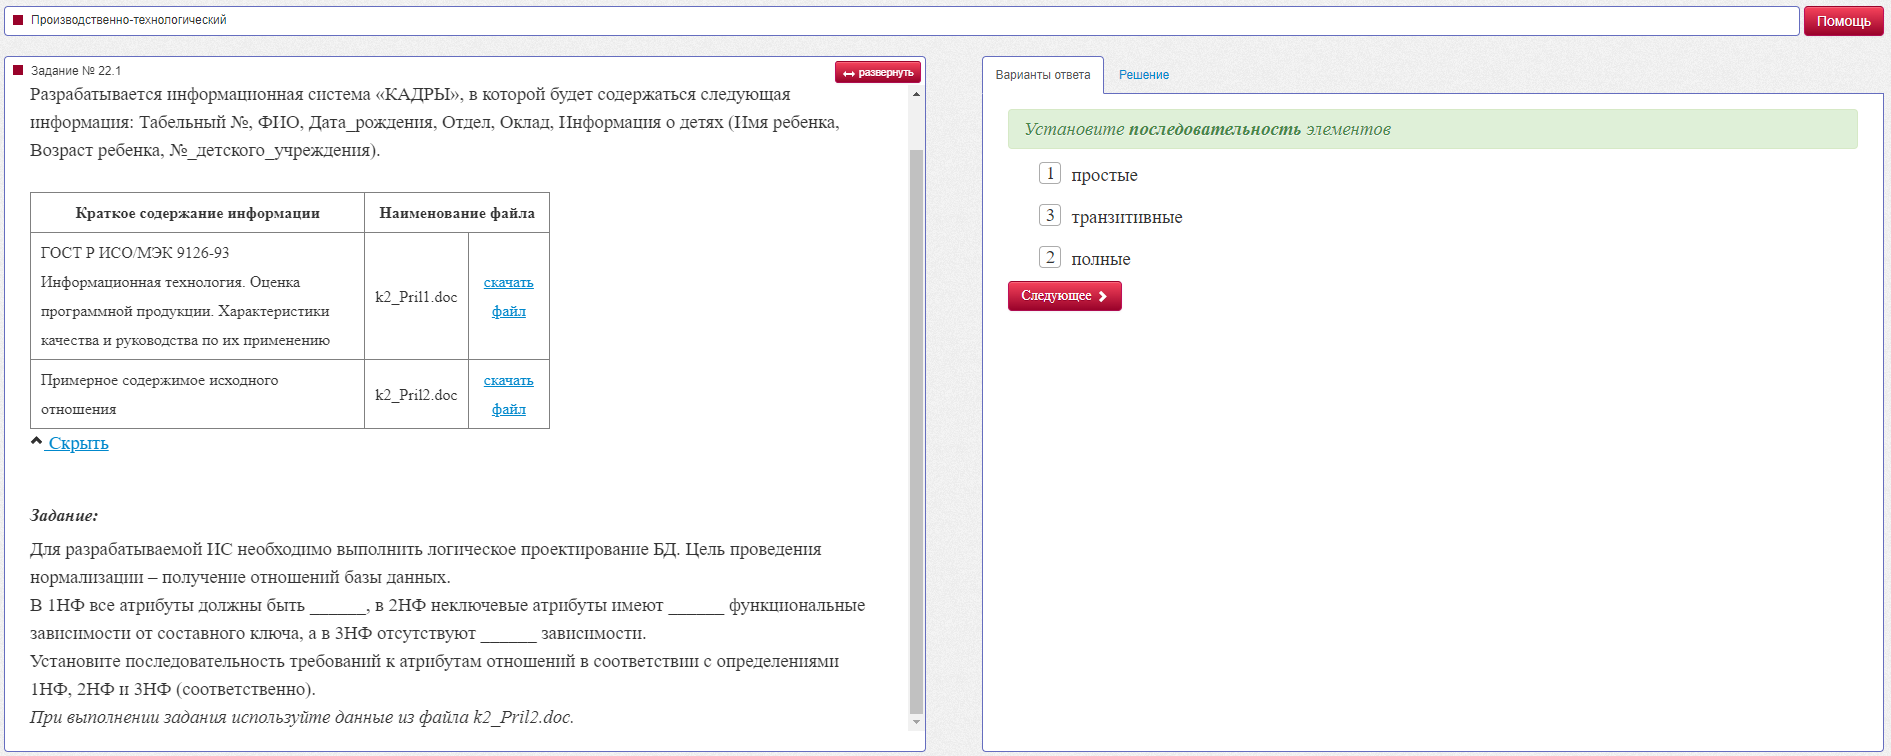 Производственно-технологический
Помощь
Задание № 22.1
развернуть
Разрабатывается информационная система «КАДРЫ», в которой будет содержаться следующая
информация: Табельный №, ФИО, Дата_рождения, Отдел, Оклад, Информация о детях (Имя ребенка,
Возраст ребенка, №_детского_учреждения).
Краткое содержание информации
Наименование файла
ГОСТ Р ИСО/МЭК 9126-93
Информационная технология. Оценка
программной продукции. Характеристики
качества и руководства по их применению
k2_Pril1.doc
скачать
файл
Примерное содержимое исходного
отношения
k2_Pril2.doc
скачать
файл
Скрыть
Задание:
Для разрабатываемой ИС необходимо выполнить логическое проектирование БД. Цель проведения
нормализации – получение отношений базы данных.
В 1НФ все атрибуты должны быть ______, в 2НФ неключевые атрибуты имеют ______ функциональные
зависимости от составного ключа, а в 3НФ отсутствуют ______ зависимости.
Установите последовательность требований к атрибутам отношений в соответствии с определениями
1НФ, 2НФ и 3НФ (соответственно).
При выполнении задания используйте данные из файла k2_Pril2.doc.
Варианты ответа
Решение
Установите последовательность элементов
1 простые
3 транзитивные
2 полные
Следующее